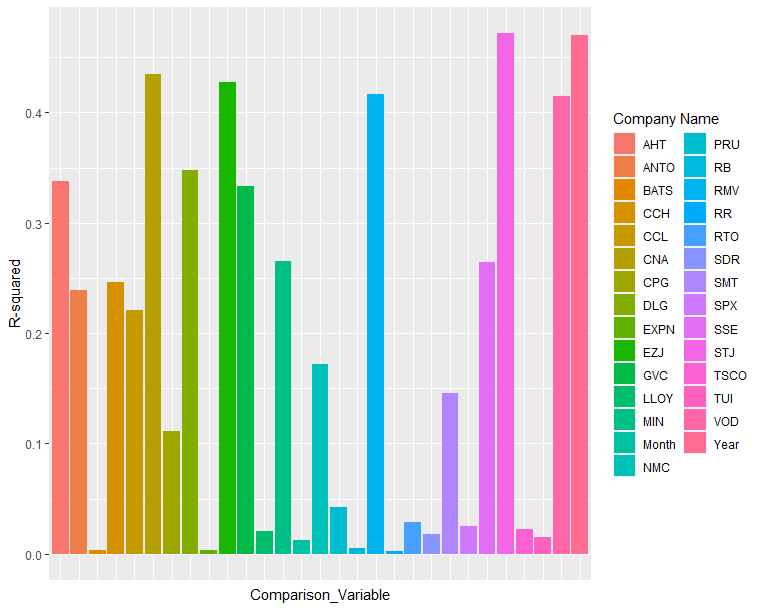 R-squared
0.4
0.3
0.2
0.1
0.0
Comparison_Variable
Company Name
AHT
ANTO
BATS
CCH
CCL
CNA
CPG
DLG
EXPN
EZJ
GVC
LLOY
MIN
Month
NMC
PRU
RB
RMV
RR
RTO
SDR
SMT
SPX
SSE
STJ
TSCO
TUI
VOD
Year